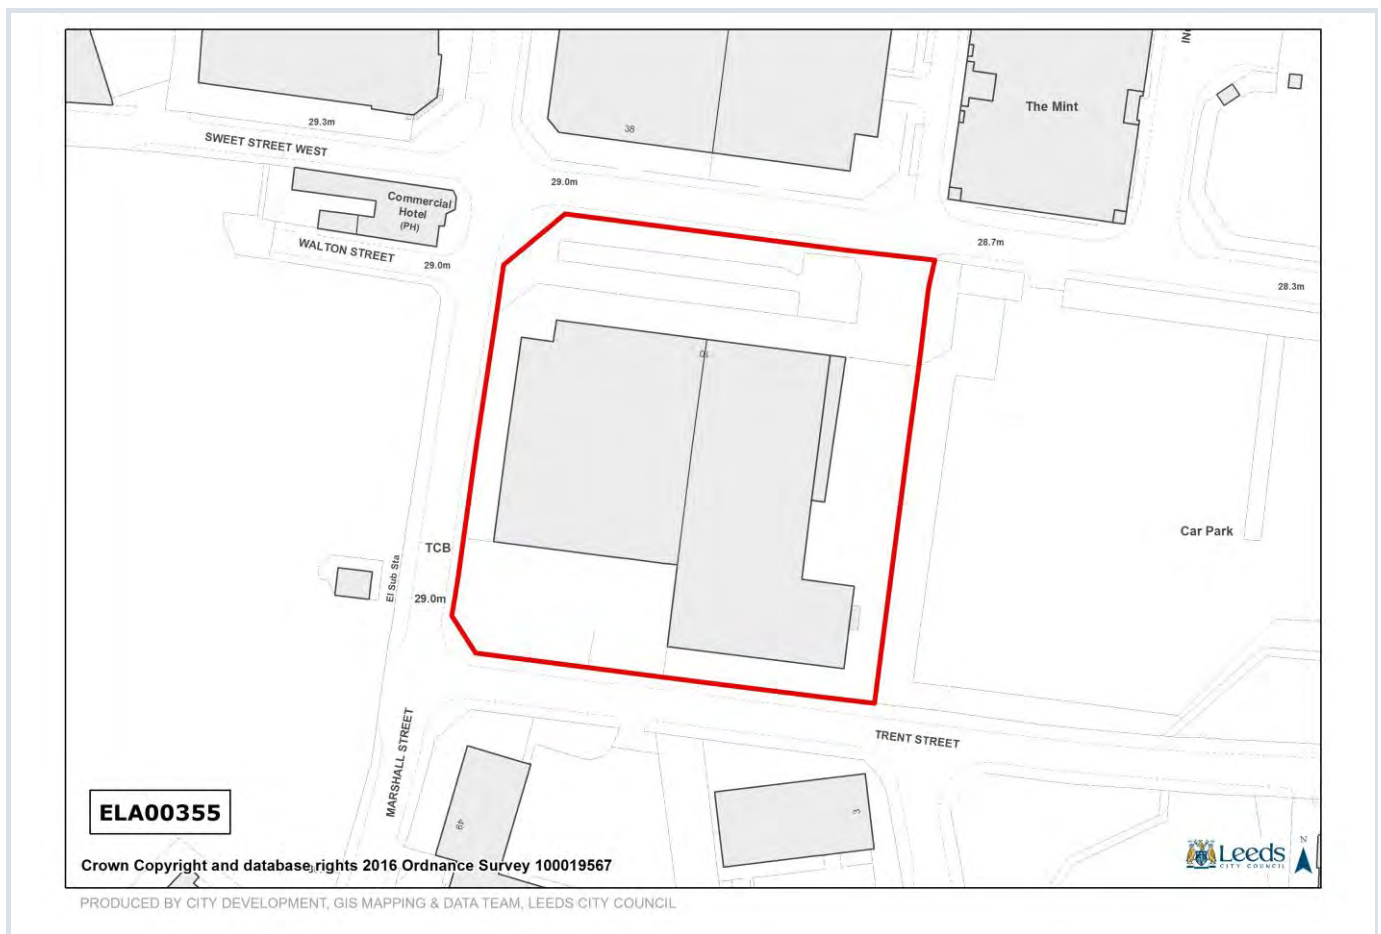 IN
The Mint
38
29.3m
SWEET STREET WEST
29.0m
Commercial
Hotel
(PH)
WALTON STREET
29.0m
28.7m
28.3m
10
Car Park
TCB
El Sub Sta
29.0m
MARSHALL STREET
TRENT STREET
49
3
ELA00355
Crown Copyright and database rights 2016 Ordnance Survey 100019567
Leeds
CITY COUNCIL
N
PRODUCED BY CITY DEVELOPMENT, GIS MAPPING & DATA TEAM, LEEDS CITY COUNCIL